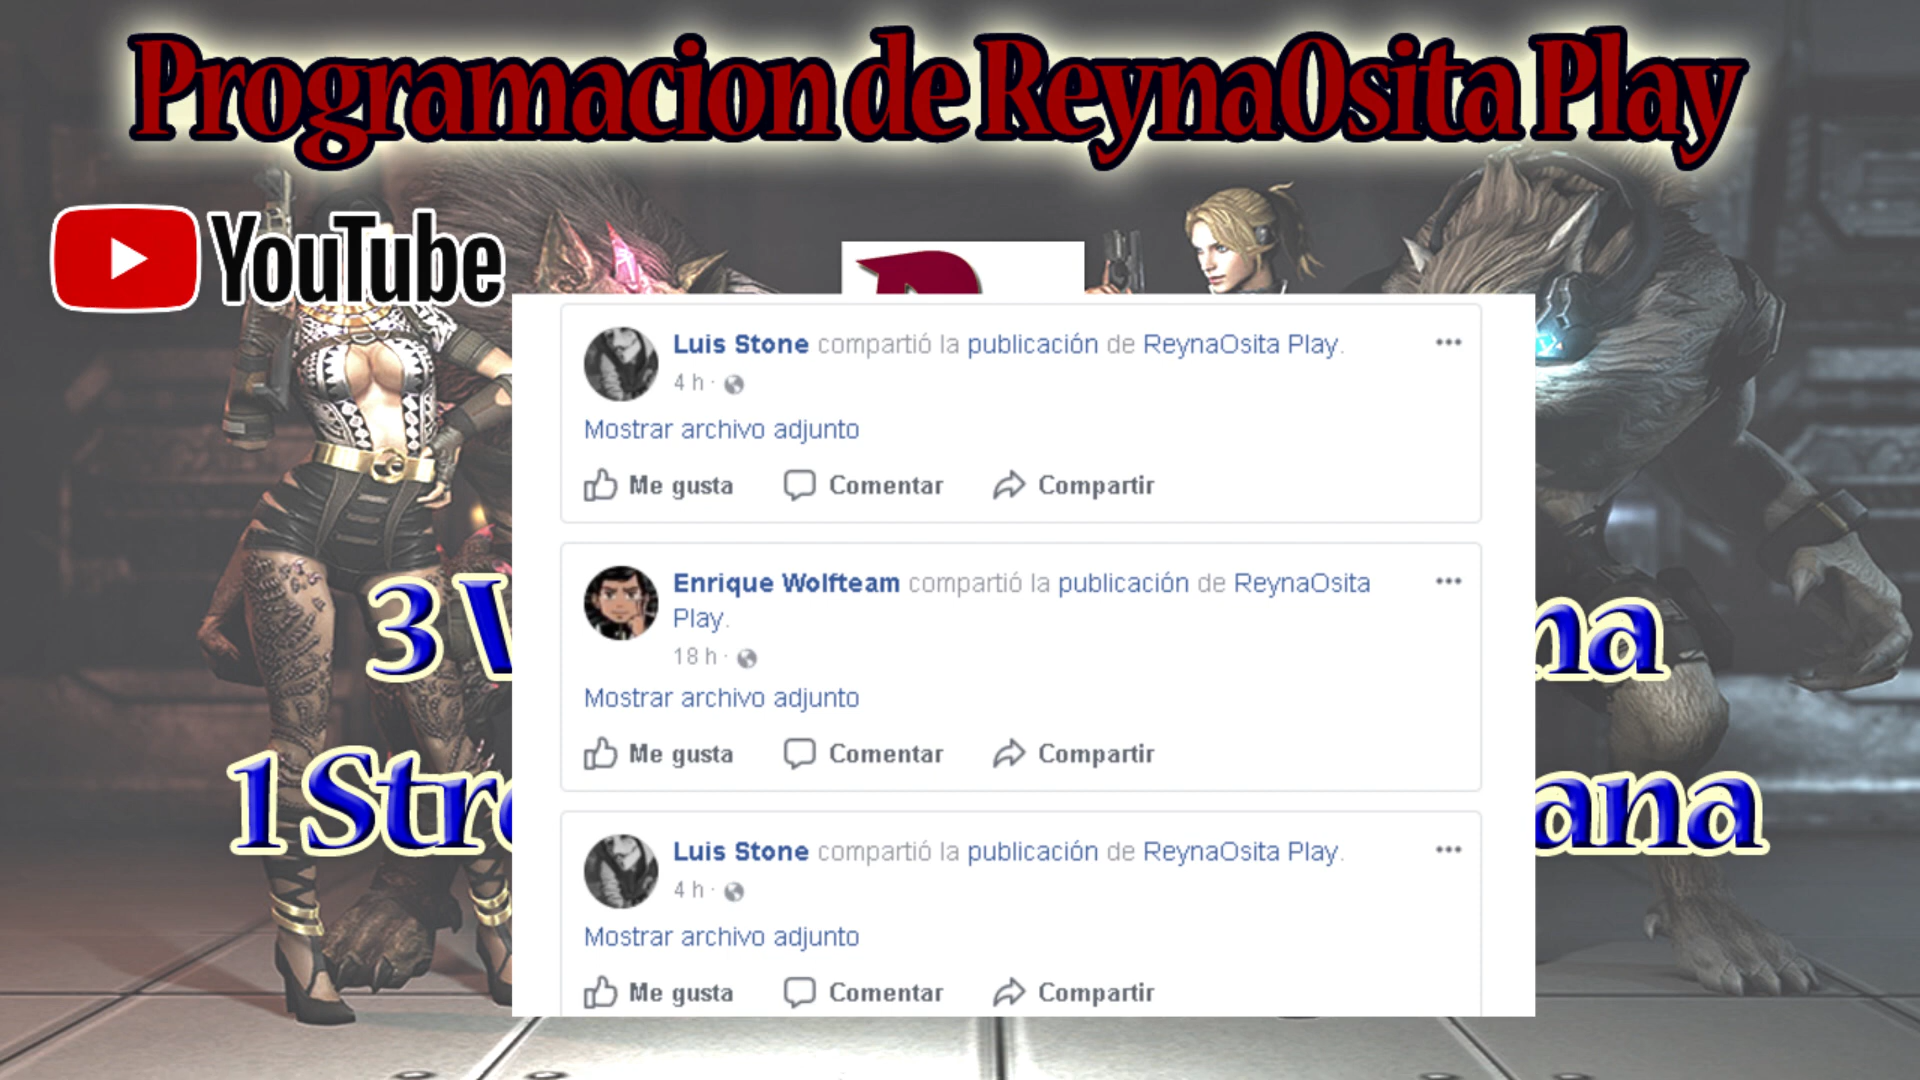 Programacion de ReynaOsita Play
YouTube
Luis Stone compartió la publicación de ReynaOsita Play.
4 h ·
Mostrar archivo adjunto
Me gusta Comentar Compartir
Enrique Wolfteam compartió la publicación de ReynaOsita
Play.
18 h ·
Mostrar archivo adjunto
Me gusta Comentar Compartir
3
1
Luis Stone compartió la publicación de ReynaOsita Play.
4 h ·
Mostrar archivo adjunto
Me gusta Comentar Compartir